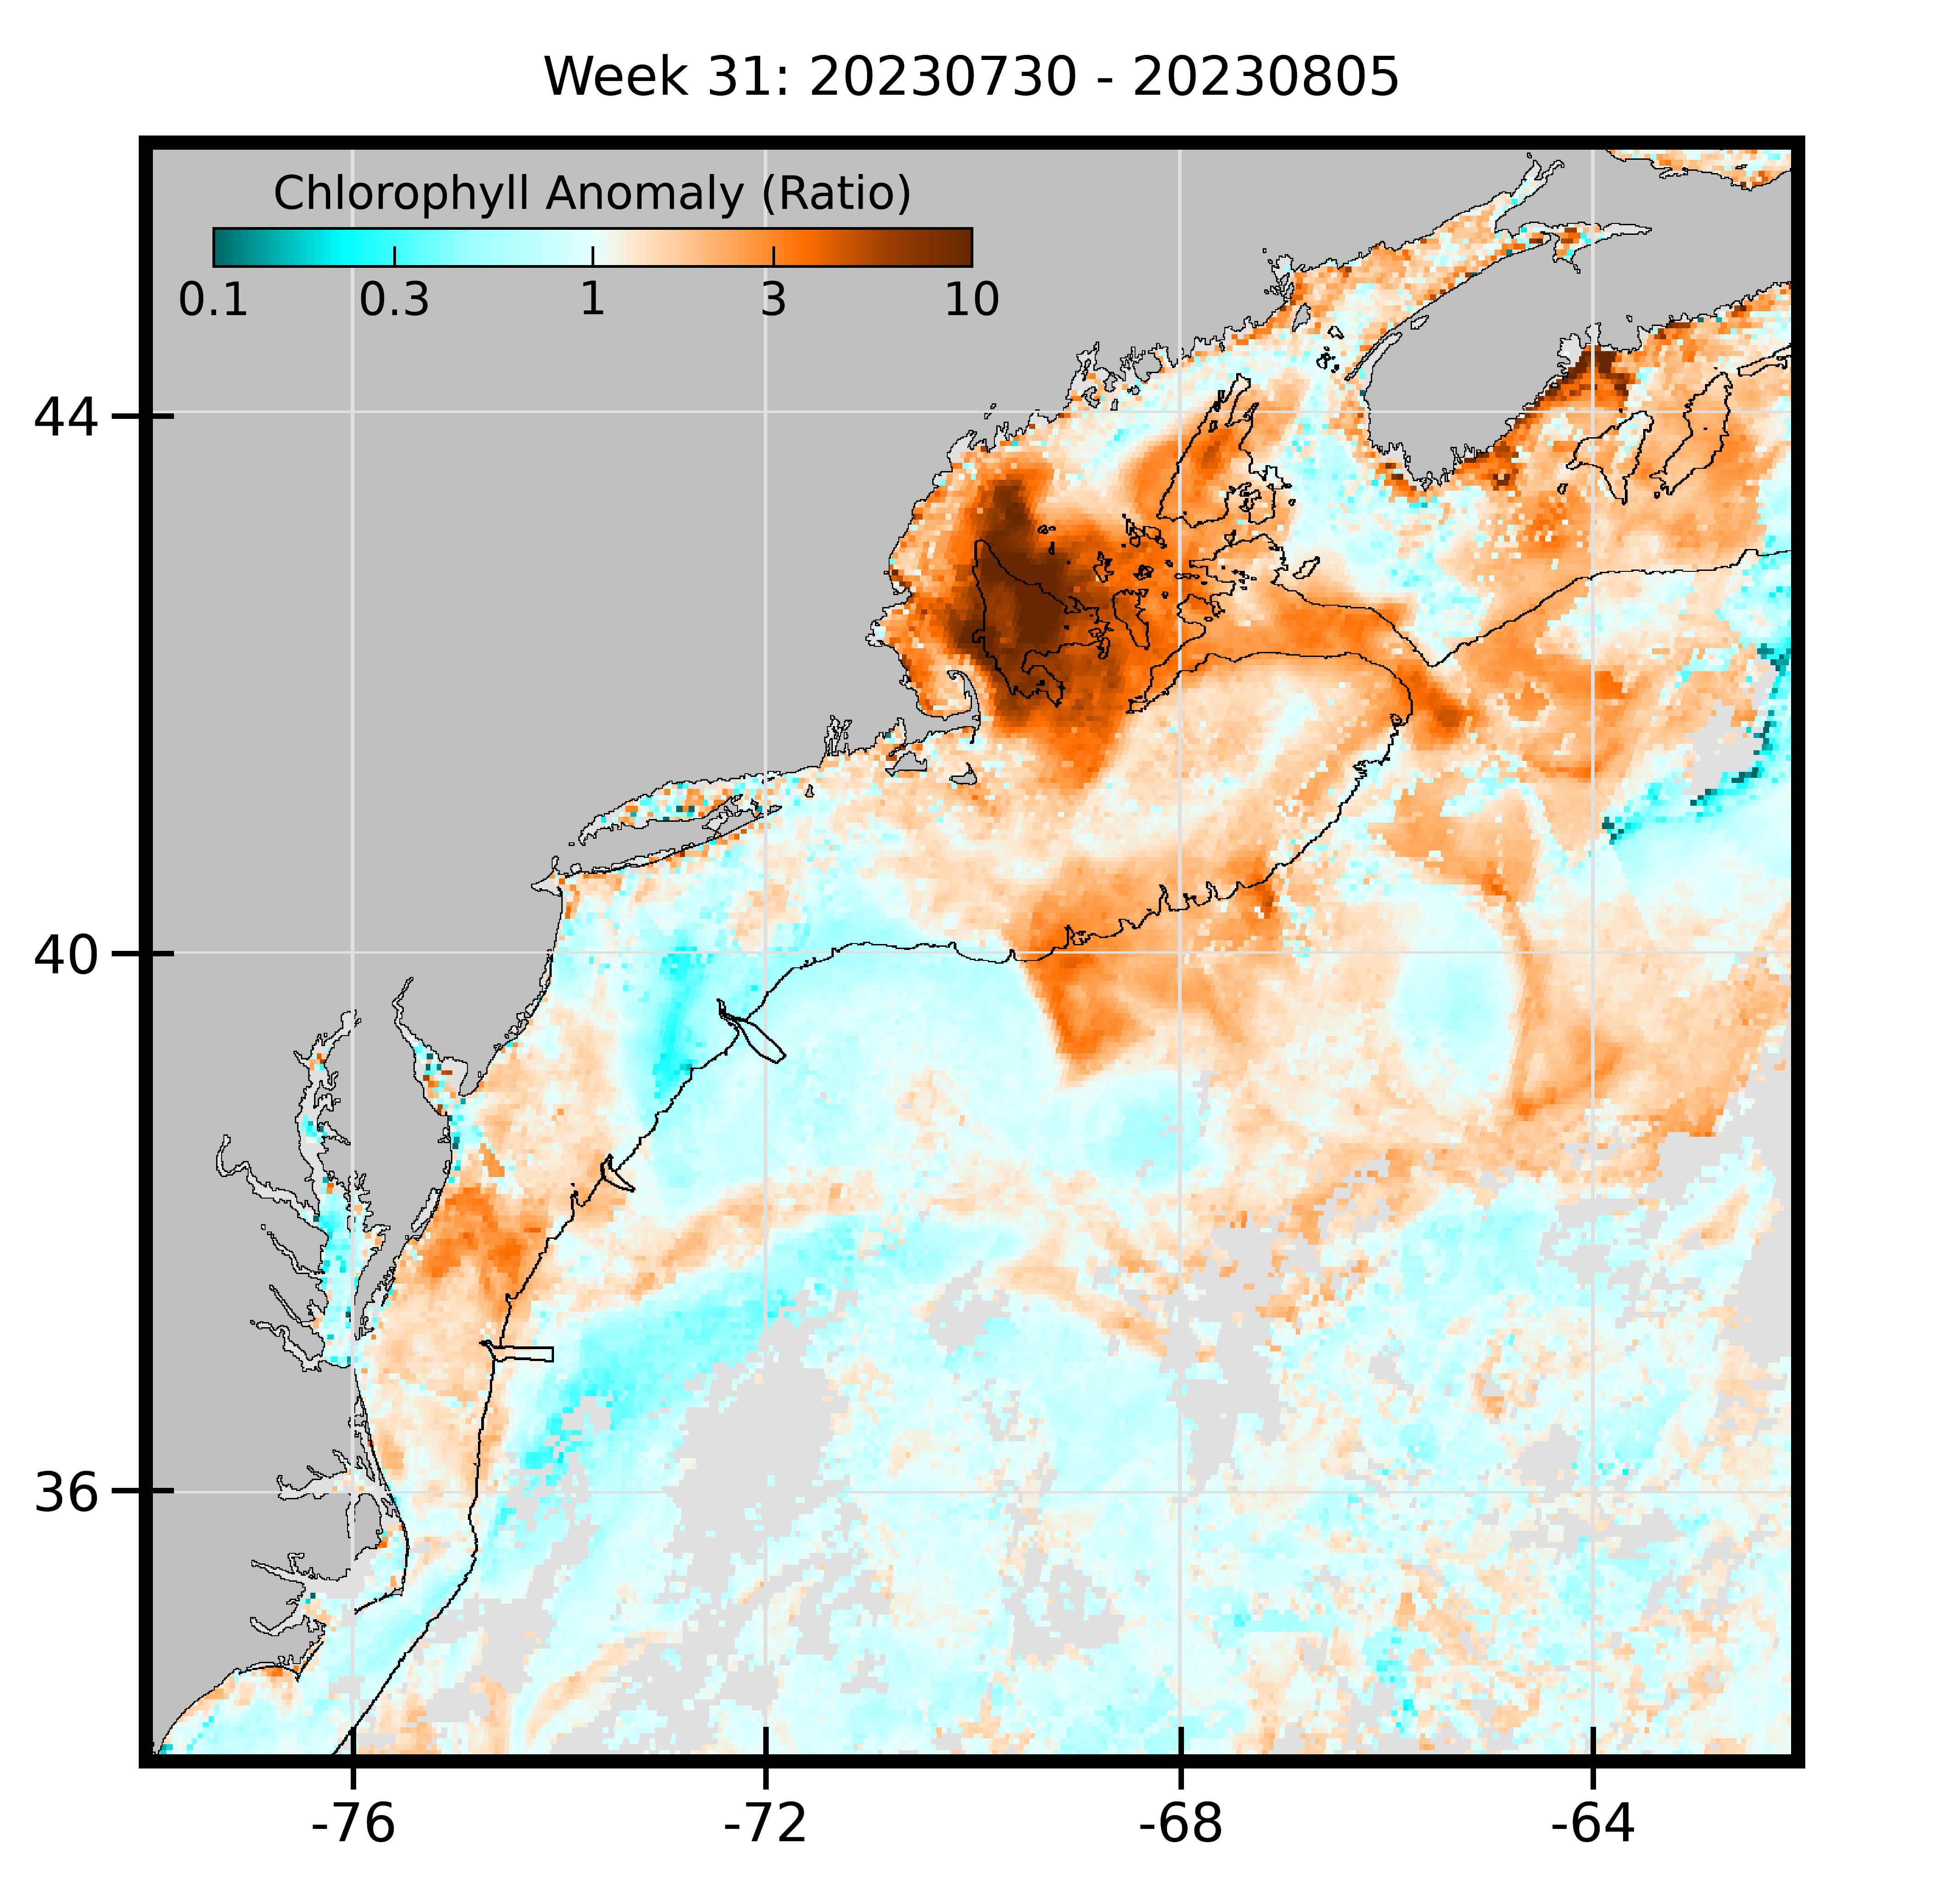 Week 31: 20230730 - 20230805
Chlorophyll Anomaly (Ratio)
0.1 0.3 1 3 10
44
40
36
-76 -72 -68 -64